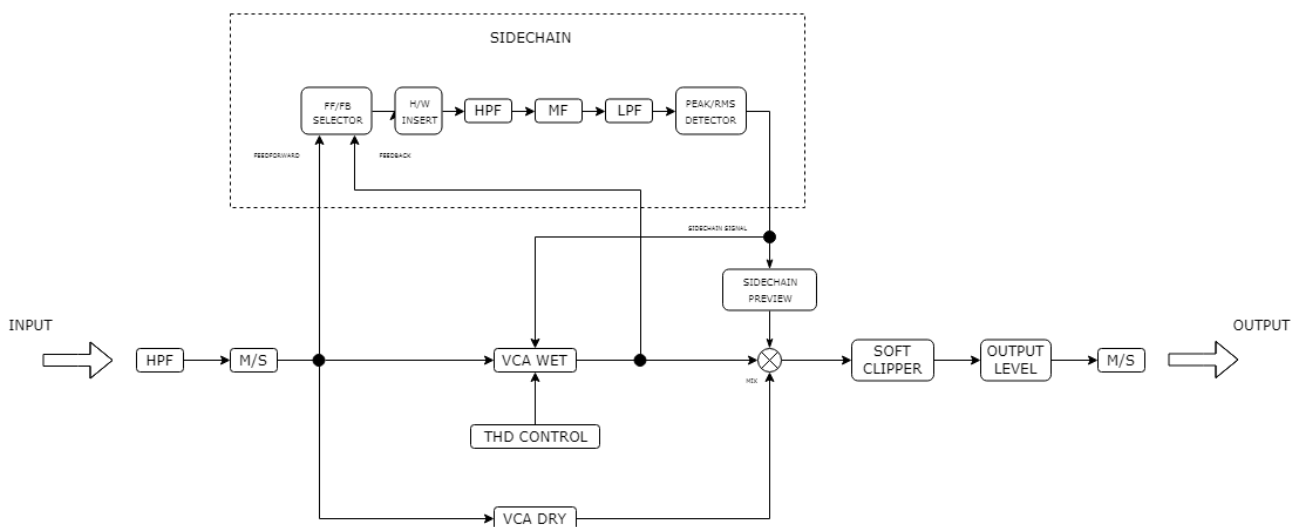 SIDECHAIN
FF/FB
SELECTOR
H/W
INSERT
HPF
MF
LPF
PEAK/RMS
DETECTOR
FEEDFORWARD
FEEDBACK
SIDECHAIN SIGNAL
SIDECHAIN
PREVIEW
INPUT
OUTPUT
HPF
M/S
VCA WET
MIX
SOFT
CLIPPER
OUTPUT
LEVEL
M/S
THD CONTROL
VCA DRY